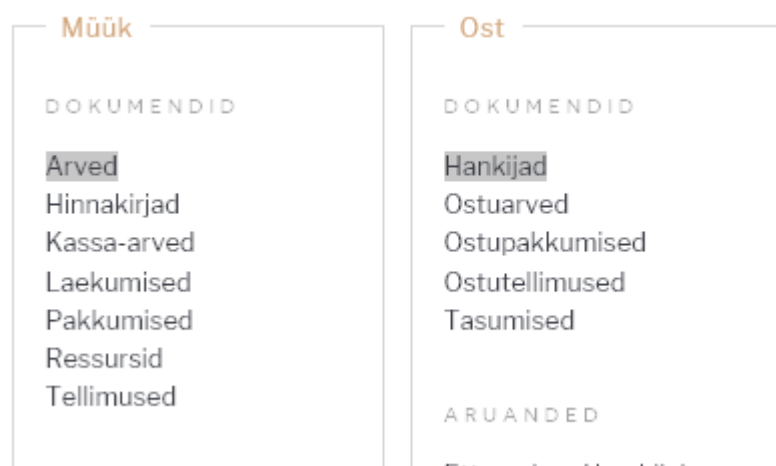 Müük
DOKUMENDID
Arved
Hinnakirjad
Kassa-arved
Laekumised
Pakkumised
Ressursid
Tellimused
Ost
DOKUMENDID
Hankijad
Ostuarved
Ostupakkumised
Ostutellimused
Tasumised
ARUANDED